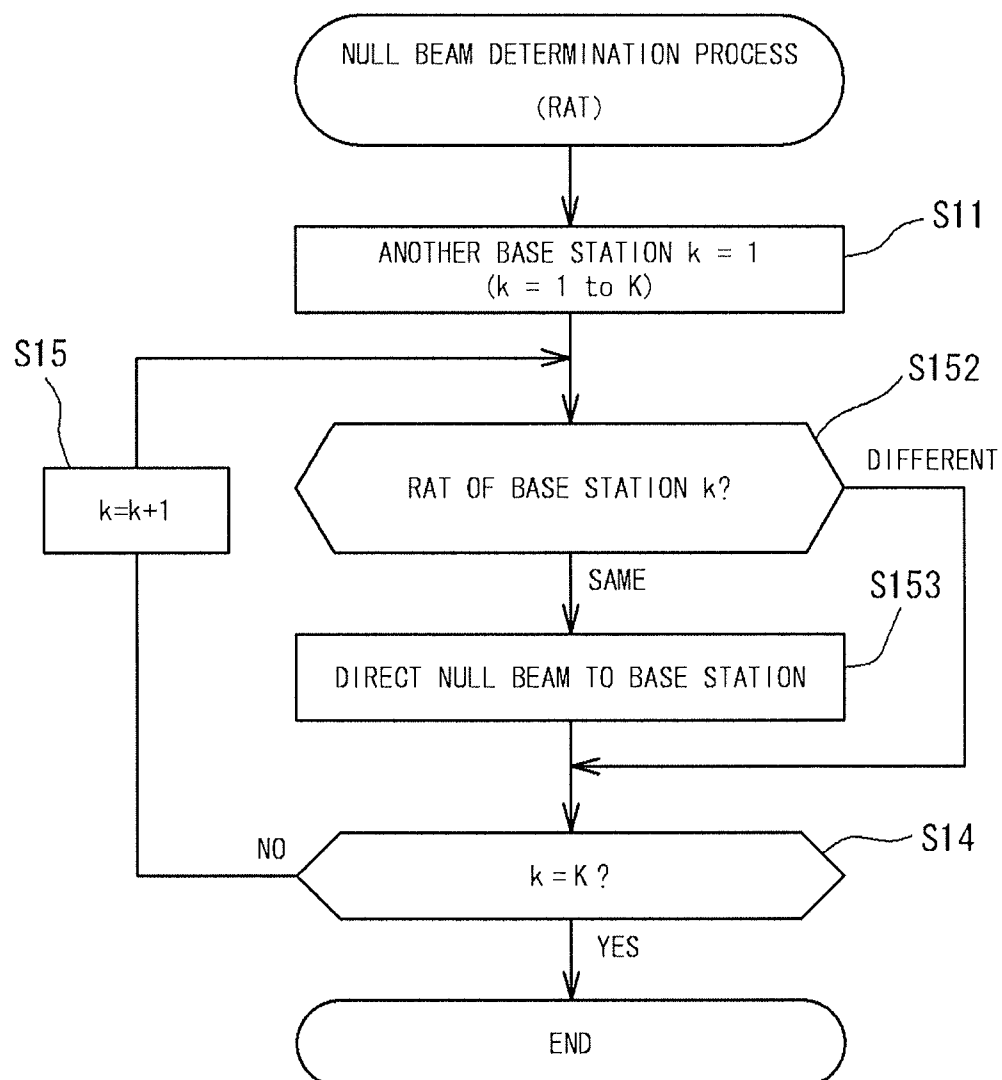 NULL BEAM DETERMINATION PROCESS
(RAT)
S11
ANOTHER BASE STATION k = 1
(k = 1 to K)
S15
k=k+1
S152
RAT OF BASE STATION k?
DIFFERENT
SAME
S153
DIRECT NULL BEAM TO BASE STATION
S14
NO
k = K ?
YES
END